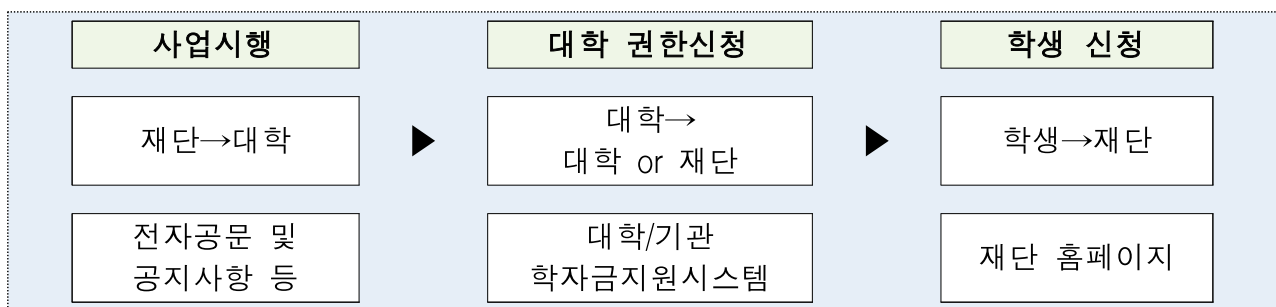 사업시행
대학 권한신청
학생 신청
재단→대학
▶
대학→
대학 or 재단
▶
학생→재단
전자공문 및
공지사항 등
대학/기관
학자금지원시스템
재단 홈페이지